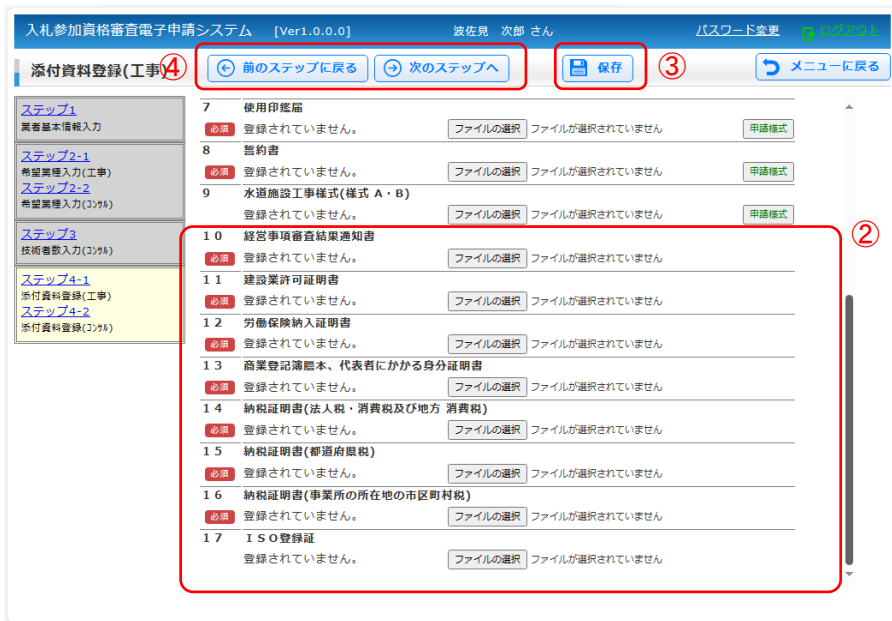 入札参加資格審査電子申請システム [Ver1.0.0.0] 波佐見 次郎 さん パスワード変更 ログアウト
添付資料登録(工事) ④ 前のステップに戻る 次のステップへ 保存 ③ メニューに戻る
ステップ1
業者基本情報入力
ステップ2-1
希望業種入力(工事)
ステップ2-2
希望業種入力(ｺﾝｻﾙ)
ステップ3
技術者数入力(ｺﾝｻﾙ)
ステップ4-1
添付資料登録(工事)
ステップ4-2
添付資料登録(ｺﾝｻﾙ)
7 使用印鑑届
必須 登録されていません。 ファイルの選択 ファイルが選択されていません 申請様式
8 誓約書
必須 登録されていません。 ファイルの選択 ファイルが選択されていません 申請様式
9 水道施設工事様式(様式 A・B)
登録されていません。 ファイルの選択 ファイルが選択されていません 申請様式
②
10 経営事項審査結果通知書
必須 登録されていません。 ファイルの選択 ファイルが選択されていません
11 建設業許可証明書
必須 登録されていません。 ファイルの選択 ファイルが選択されていません
12 労働保険納入証明書
必須 登録されていません。 ファイルの選択 ファイルが選択されていません
13 商業登記簿謄本、代表者にかかる身分証明書
必須 登録されていません。 ファイルの選択 ファイルが選択されていません
14 納税証明書(法人税・消費税及び地方 消費税)
必須 登録されていません。 ファイルの選択 ファイルが選択されていません
15 納税証明書(都道府県税)
必須 登録されていません。 ファイルの選択 ファイルが選択されていません
16 納税証明書(事業所の所在地の市区町村税)
必須 登録されていません。 ファイルの選択 ファイルが選択されていません
17 ＩＳＯ登録証
登録されていません。 ファイルの選択 ファイルが選択されていません